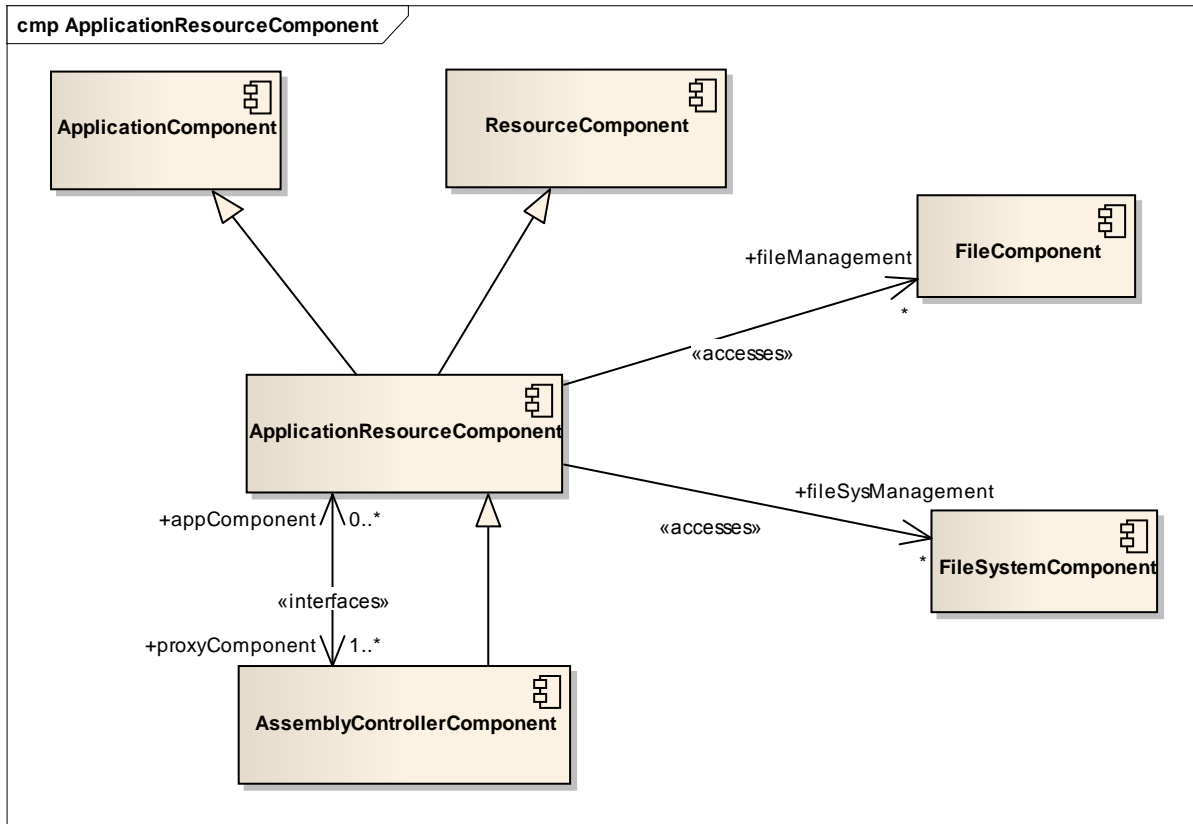 cmp ApplicationResourceComponent
ApplicationComponent
ResourceComponent
+fileManagement
FileComponent
*
«accesses»
ApplicationResourceComponent
+fileSysManagement
+appComponent
0..*
«accesses»
*
FileSystemComponent
«interfaces»
+proxyComponent
1..*
AssemblyControllerComponent